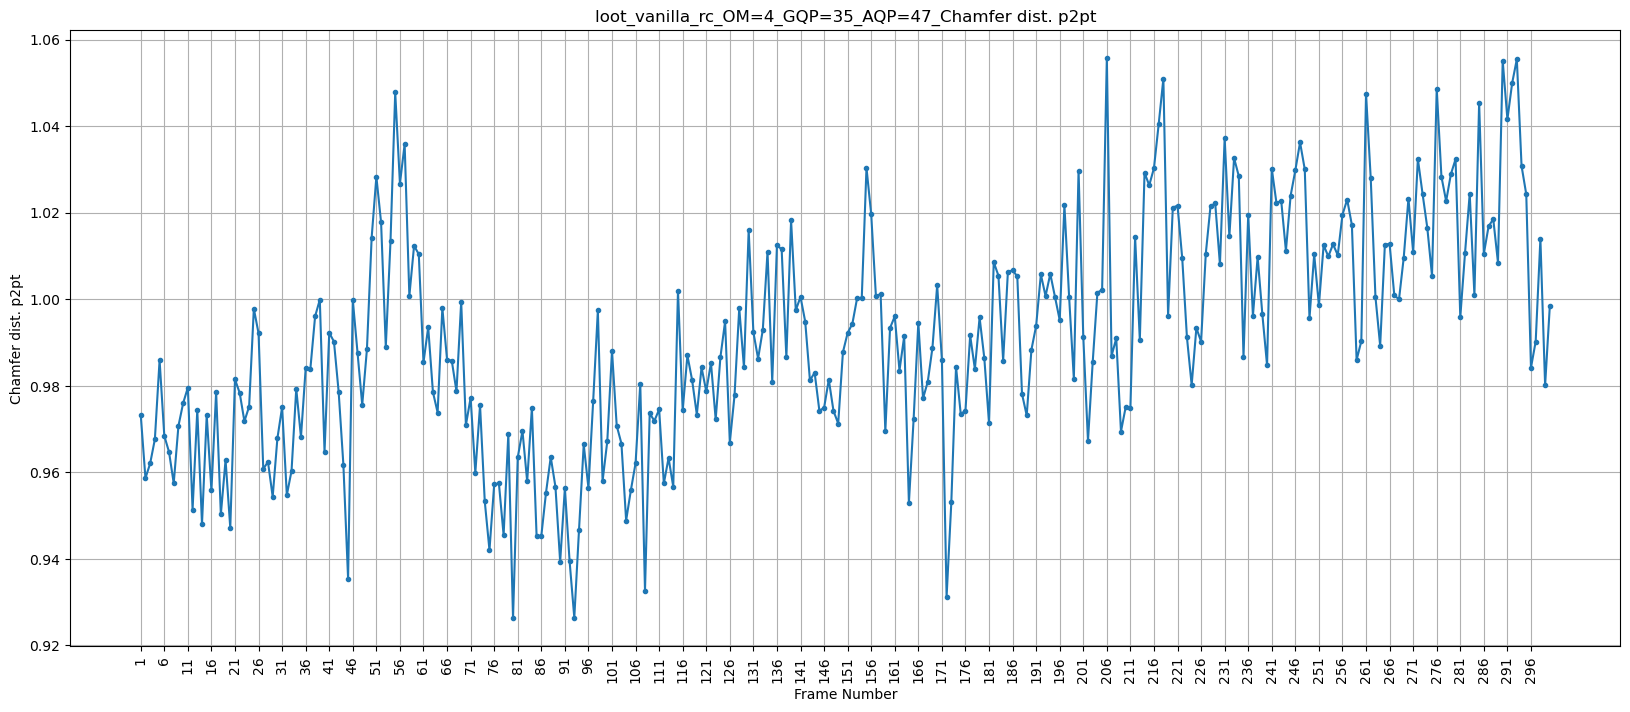 loot_vanilla_rc_OM=4_GQP=35_AQP=47_Chamfer dist. p2pt
1.06
1.04
1.02
1.00
0.98
0.96
0.94
0.92
Chamfer dist. p2pt
1 6 11 16 21 26 31 36 41 46 51 56 61 66 71 76 81 86 91 96 101 106 111 116 121 126 131 136 141 146 151 156 161 166 171 176 181 186 191 196 201 206 211 216 221 226 231 236 241 246 251 256 261 266 271 276 281 286 291 296
Frame Number